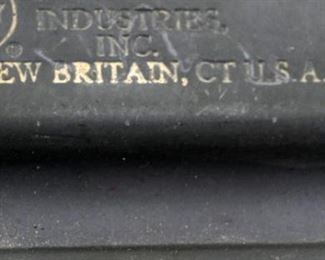 ® INDUSTRIES,
INC.
EW BRITAIN, CT U.S.A.